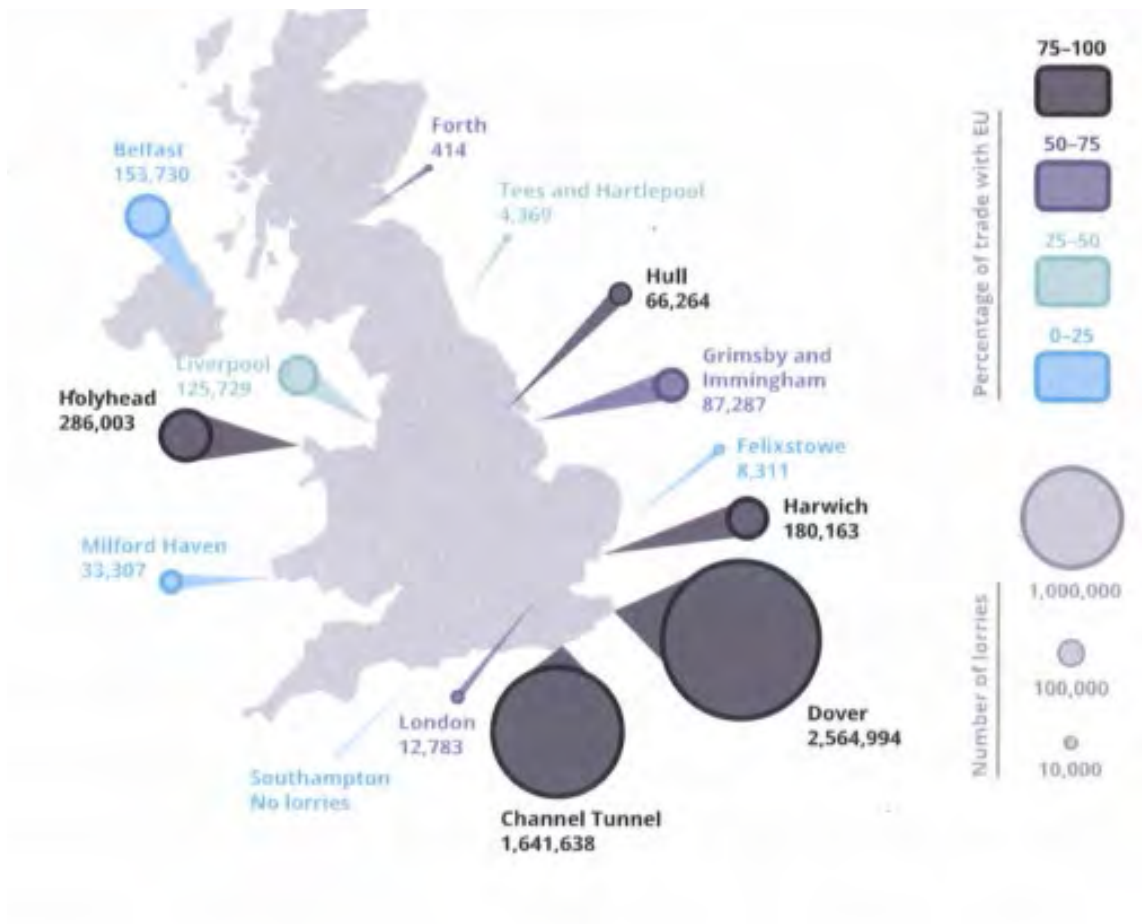 Forth
414
Belfast
153,730
Tees and Hartlepool
4,369
Hull
66,264
Liverpool
125,729
Grimsby and
Immingham
87,287
Holyhead
286,003
Felixstowe
8,311
Harwich
180,163
Milford Haven
33,307
London
12,783
Dover
2,564,994
Southampton
No lorries
Channel Tunnel
1,641,638
Percentage of trade with EU
75–100
50–75
25–50
0–25
Number of lorries
1,000,000
100,000
10,000